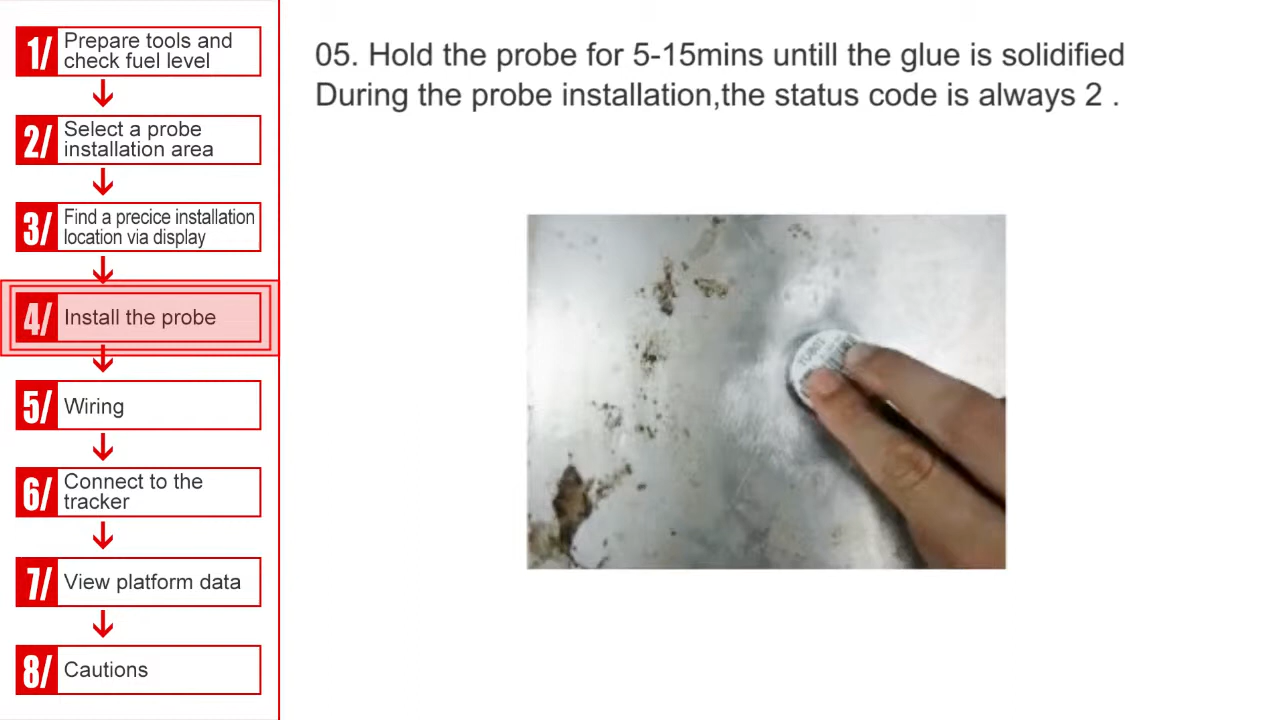 1/ Prepare tools and
check fuel level
2/ Select a probe
installation area
3/ Find a precice installation
location via display
4/ Install the probe
5/ Wiring
6/ Connect to the
tracker
7/ View platform data
8/ Cautions
05. Hold the probe for 5-15mins untill the glue is solidified
During the probe installation,the status code is always 2 .